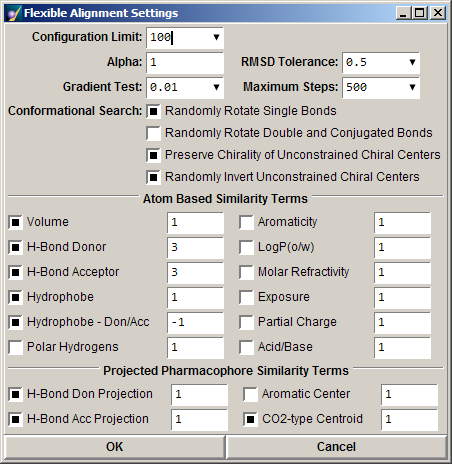 Flexible Alignment Settings
Configuration Limit: 100
Alpha: 1 RMSD Tolerance: 0.5
Gradient Test: 0.01 Maximum Steps: 500
Conformational Search: Randomly Rotate Single Bonds
Randomly Rotate Double and Conjugated Bonds
Preserve Chirality of Unconstrained Chiral Centers
Randomly Invert Unconstrained Chiral Centers
Atom Based Similarity Terms
Volume 1 Aromaticity 1
H-Bond Donor 3 LogP(o/w) 1
H-Bond Acceptor 3 Molar Refractivity 1
Hydrophobe 1 Exposure 1
Hydrophobe - Don/Acc -1 Partial Charge 1
Polar Hydrogens 1 Acid/Base 1
Projected Pharmacophore Similarity Terms
H-Bond Don Projection 1 Aromatic Center 1
H-Bond Acc Projection 1 CO2-type Centroid 1
OK Cancel